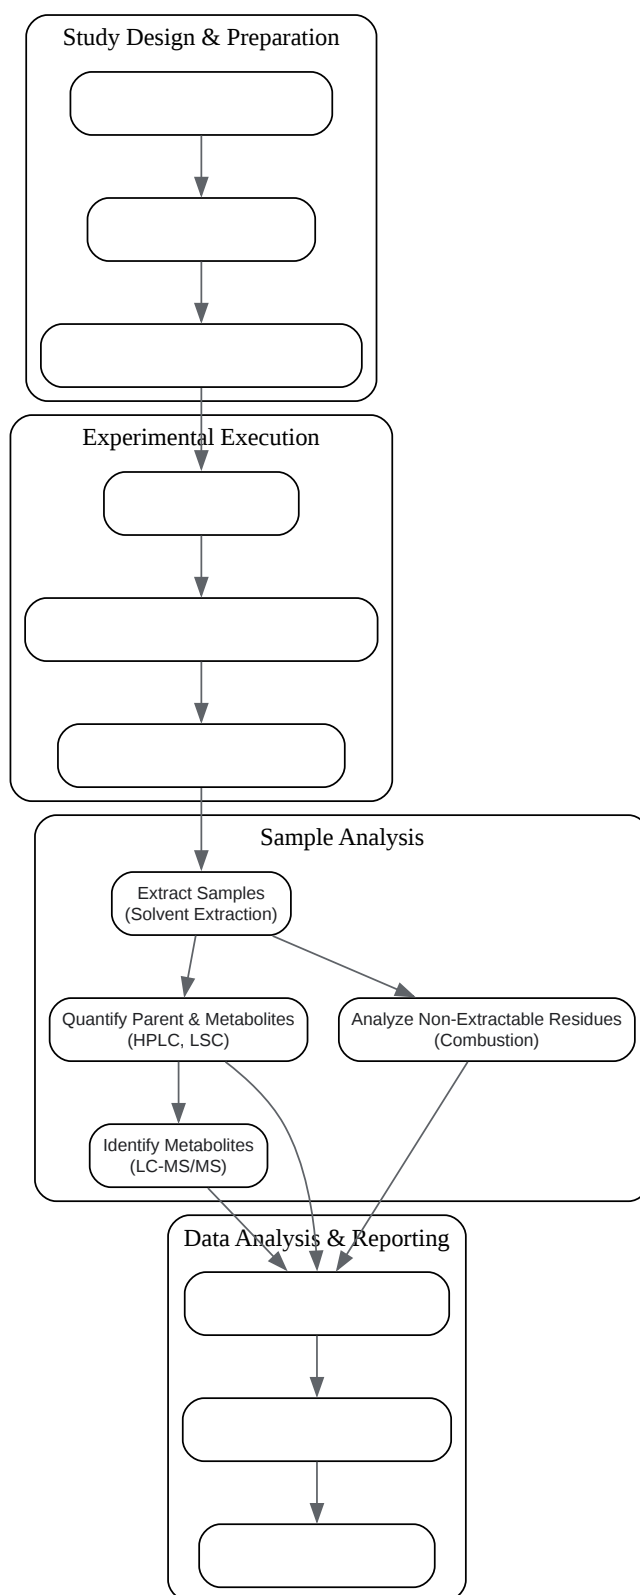 Study Design & Preparation
Experimental Execution
Sample Analysis
Extract Samples
(Solvent Extraction)
Quantify Parent & Metabolites
(HPLC, LSC)
Analyze Non-Extractable Residues
(Combustion)
Identify Metabolites
(LC-MS/MS)
Data Analysis & Reporting